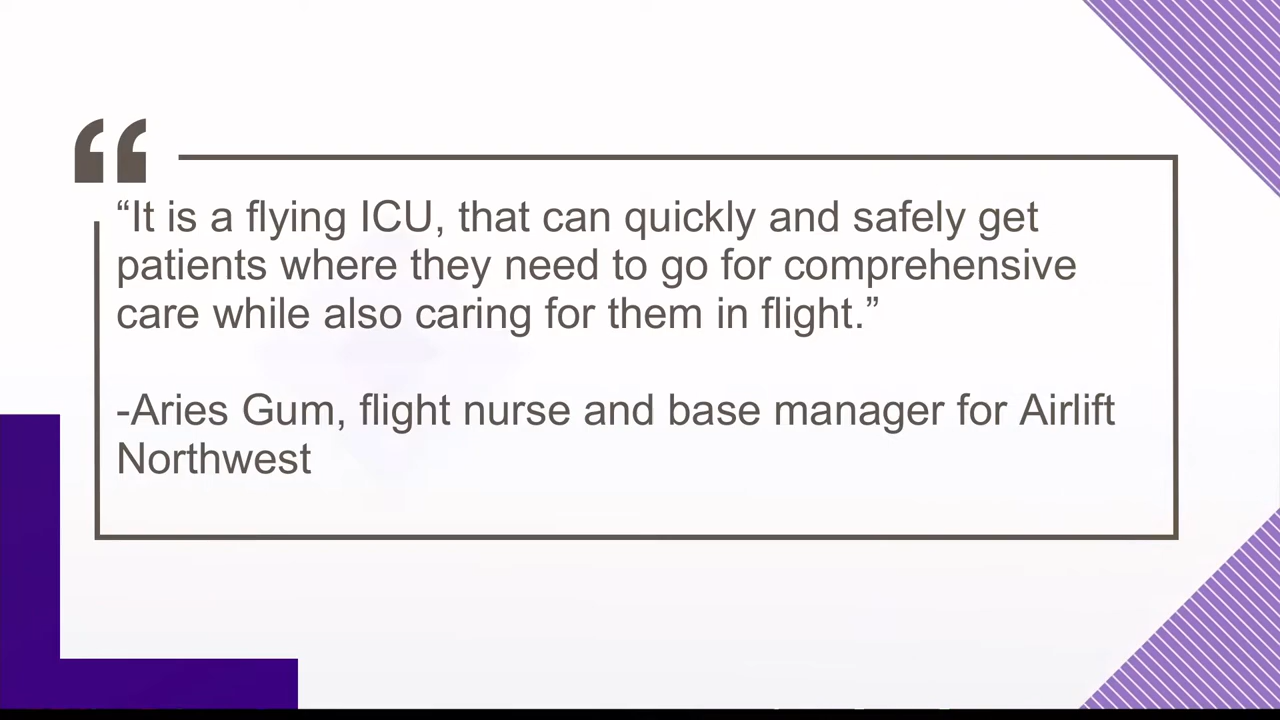 “It is a flying ICU, that can quickly and safely get
patients where they need to go for comprehensive
care while also caring for them in flight.”
-Aries Gum, flight nurse and base manager for Airlift
Northwest